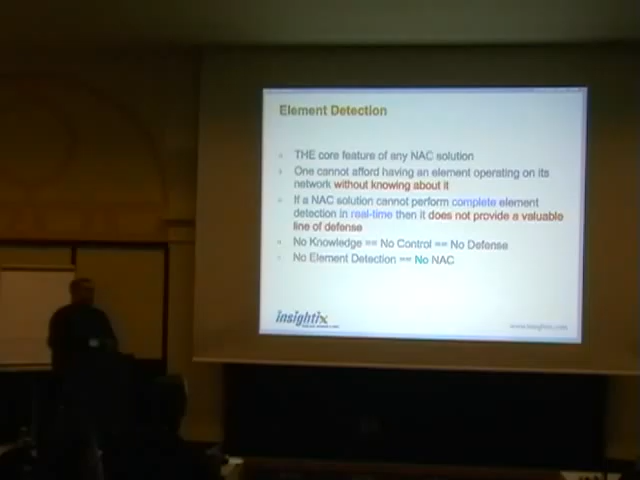 Element Detection
THE core feature of any NAC solution
One cannot afford having an element operating on its
network without knowing about it
If a NAC solution cannot perform complete element
detection in real-time then it does not provide a valuable
line of defense
No Knowledge == No Control == No Defense
No Element Detection == No NAC
insightix
www.insightix.com